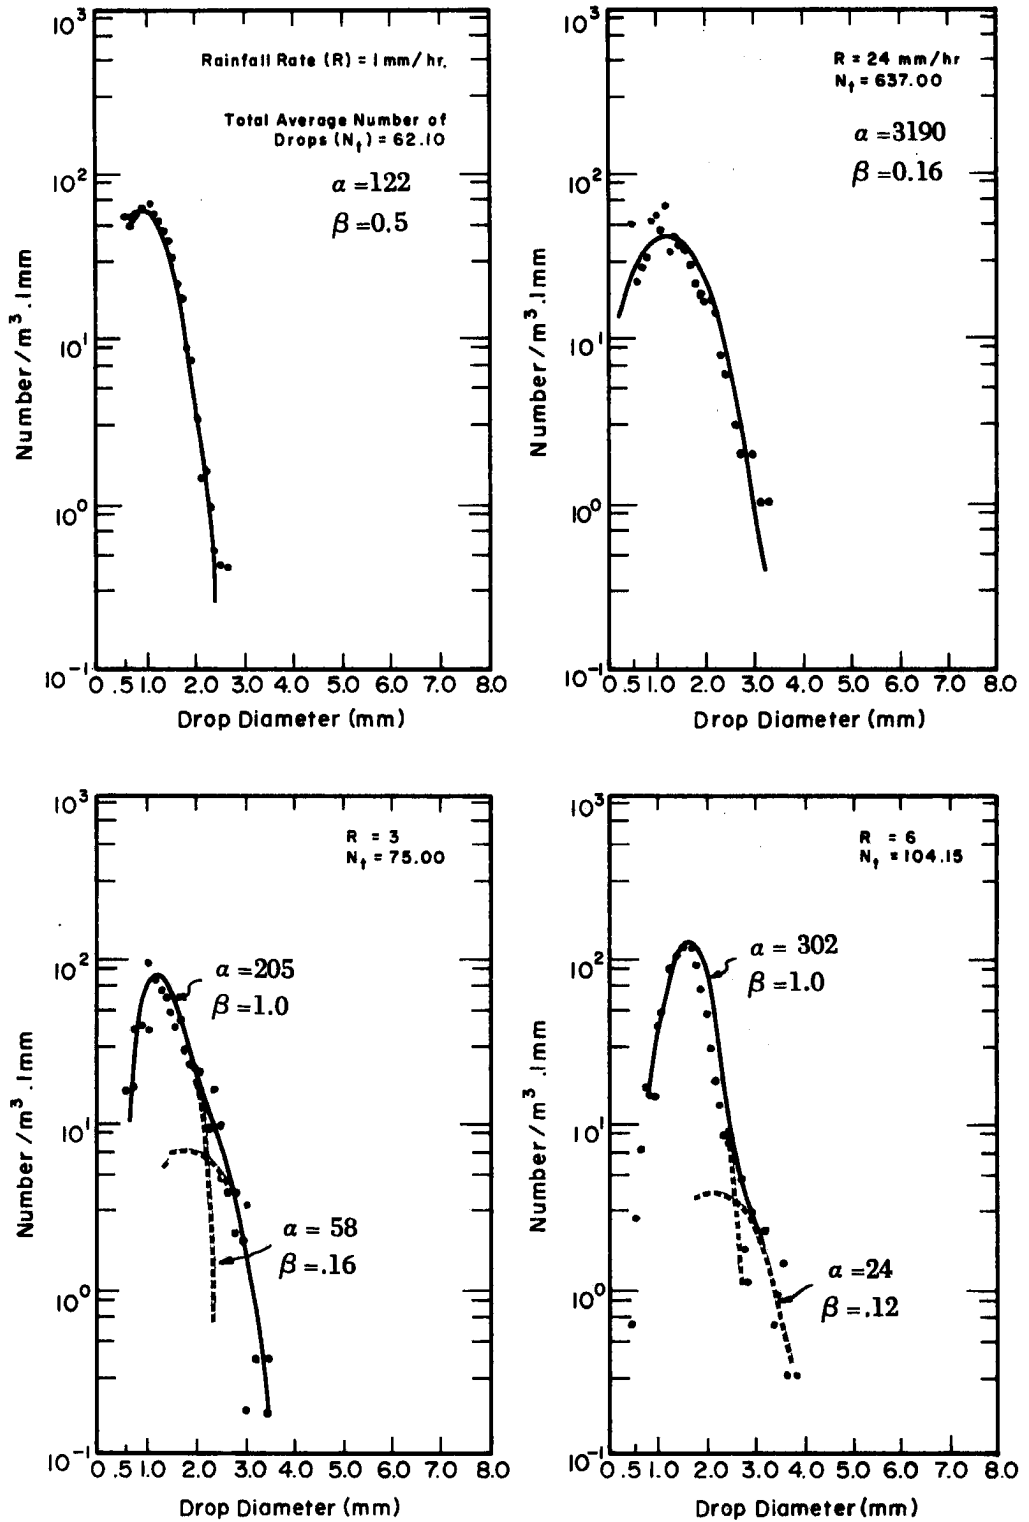 10³
10²
10¹
10⁰
10⁻¹
Number/m³ .1mm
Rainfall Rate (R) = 1mm/hr.
Total Average Number of
Drops (Nₜ) = 62.10
α =122
β =0.5
0 .5 1.0 2.0 3.0 4.0 5.0 6.0 7.0 8.0
Drop Diameter (mm)
10³
10²
10¹
10⁰
10⁻¹
Number/m³ .1mm
R = 24 mm/hr
Nₜ = 637.00
α =3190
β =0.16
0 .5 1.0 2.0 3.0 4.0 5.0 6.0 7.0 8.0
Drop Diameter (mm)
10³
10²
10¹
10⁰
10⁻¹
Number/m³ .1mm
R = 3
Nₜ = 75.00
α =205
β =1.0
α = 58
β =.16
0 .5 1.0 2.0 3.0 4.0 5.0 6.0 7.0 8.0
Drop Diameter (mm)
10³
10²
10¹
10⁰
10⁻¹
Number/m³ .1mm
R = 6
Nₜ = 104.15
α = 302
β =1.0
α =24
β =.12
0 .5 1.0 2.0 3.0 4.0 5.0 6.0 7.0 8.0
Drop Diameter (mm)